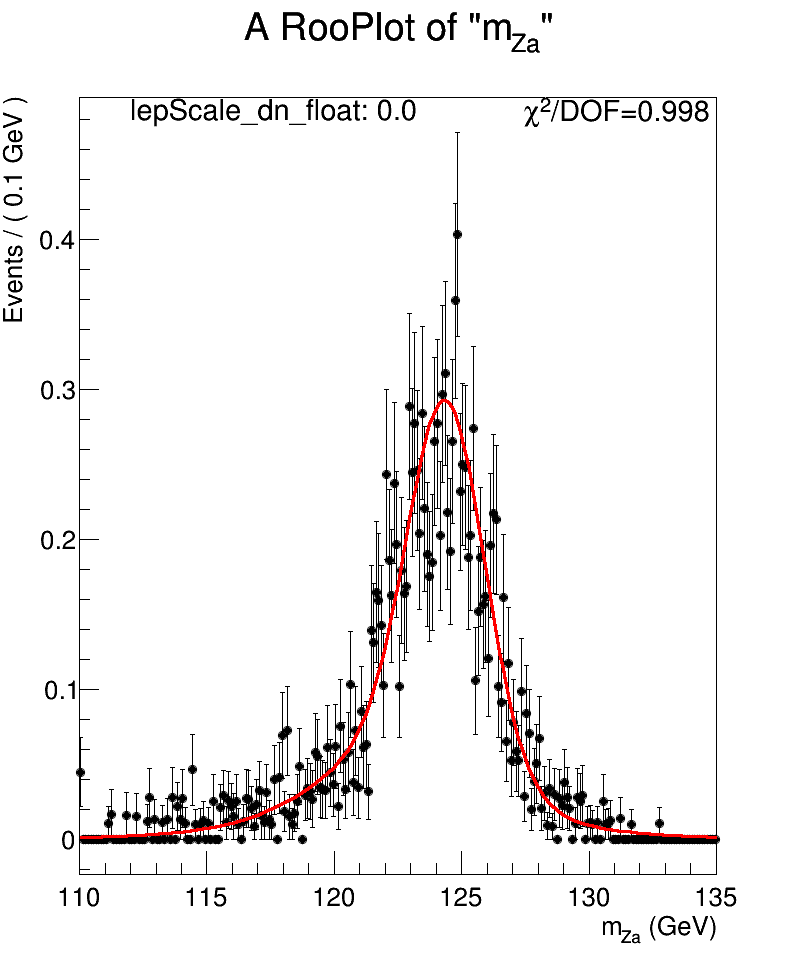 A RooPlot of "m_Za"
lepScale_dn_float: 0.0
χ²/DOF=0.998
Events / ( 0.1 GeV )
0.4
0.3
0.2
0.1
0
110 115 120 125 130 135
m_Za (GeV)